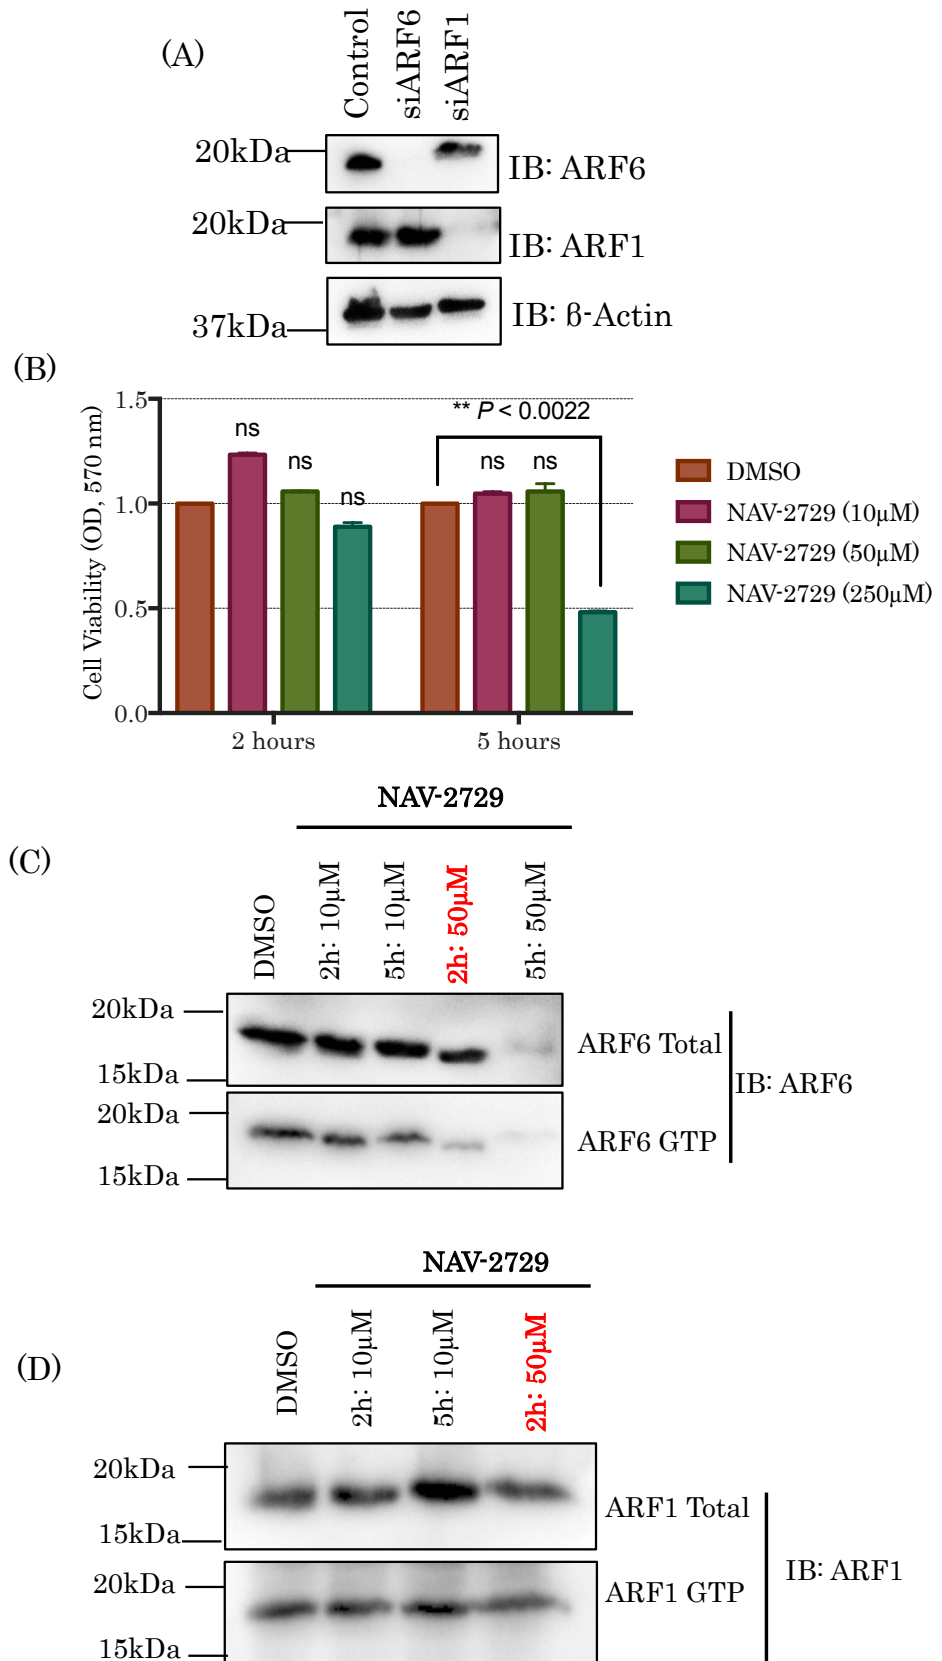 (A)
Control
siARF6
siARF1
20kDa
IB: ARF6
20kDa
IB: ARF1
37kDa
IB: β-Actin
(B)
Cell Viability (OD, 570 nm)
1.5
1.0
0.5
0.0
ns
ns
ns
** P < 0.0022
ns
ns
2 hours
5 hours
DMSO
NAV-2729 (10μM)
NAV-2729 (50μM)
NAV-2729 (250μM)
NAV-2729
(C)
DMSO
2h: 10μM
5h: 10μM
2h: 50μM
5h: 50μM
20kDa
15kDa
ARF6 Total
20kDa
15kDa
ARF6 GTP
IB: ARF6
NAV-2729
(D)
DMSO
2h: 10μM
5h: 10μM
2h: 50μM
20kDa
15kDa
ARF1 Total
20kDa
15kDa
ARF1 GTP
IB: ARF1